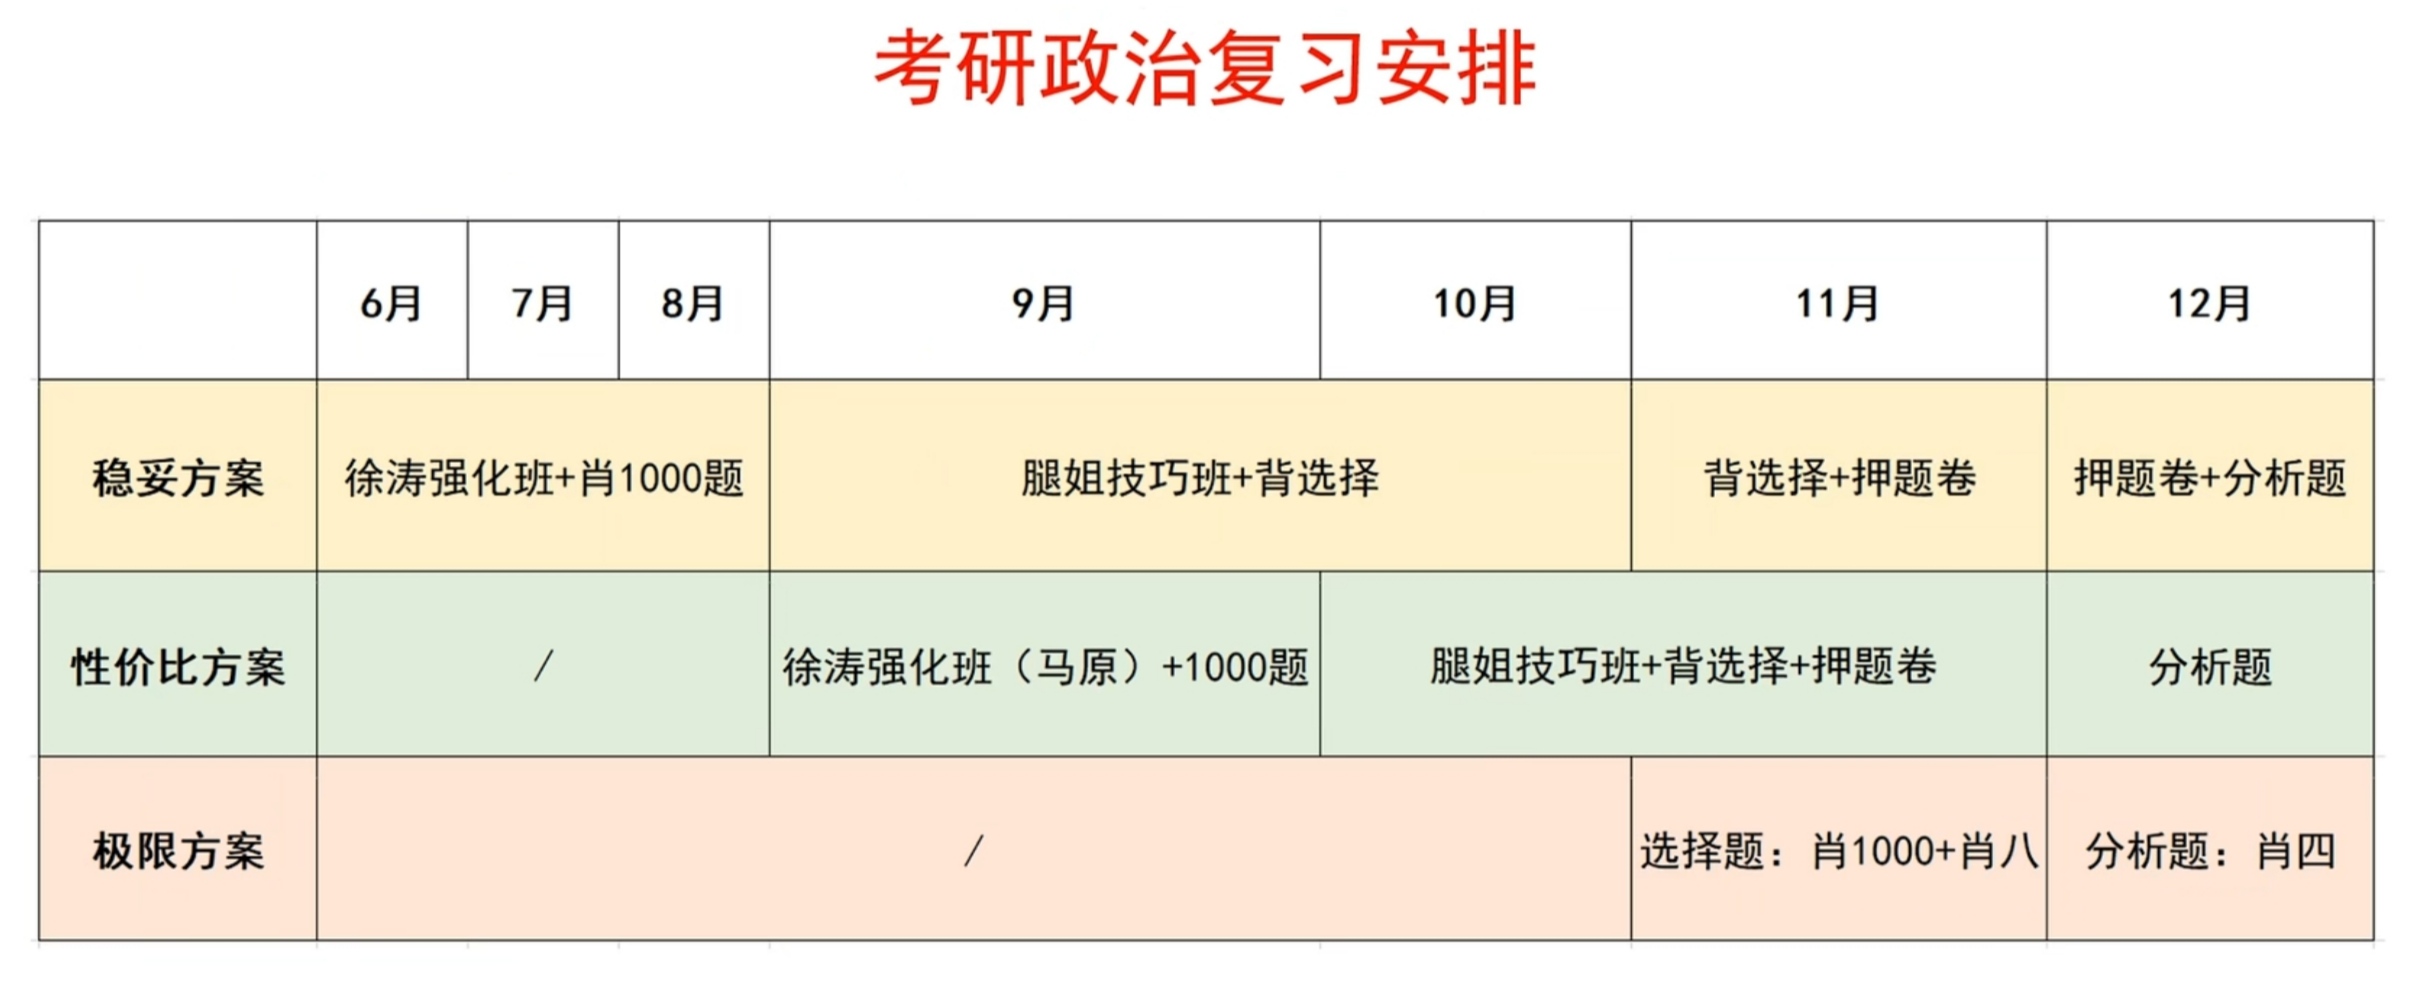 考研政治复习安排
6月 7月 8月 9月 10月 11月 12月
稳妥方案 徐涛强化班+肖1000题 腿姐技巧班+背选择 背选择+押题卷 押题卷+分析题
性价比方案 / 徐涛强化班（马原）+1000题 腿姐技巧班+背选择+押题卷 分析题
极限方案 / 选择题：肖1000+肖八 分析题：肖四